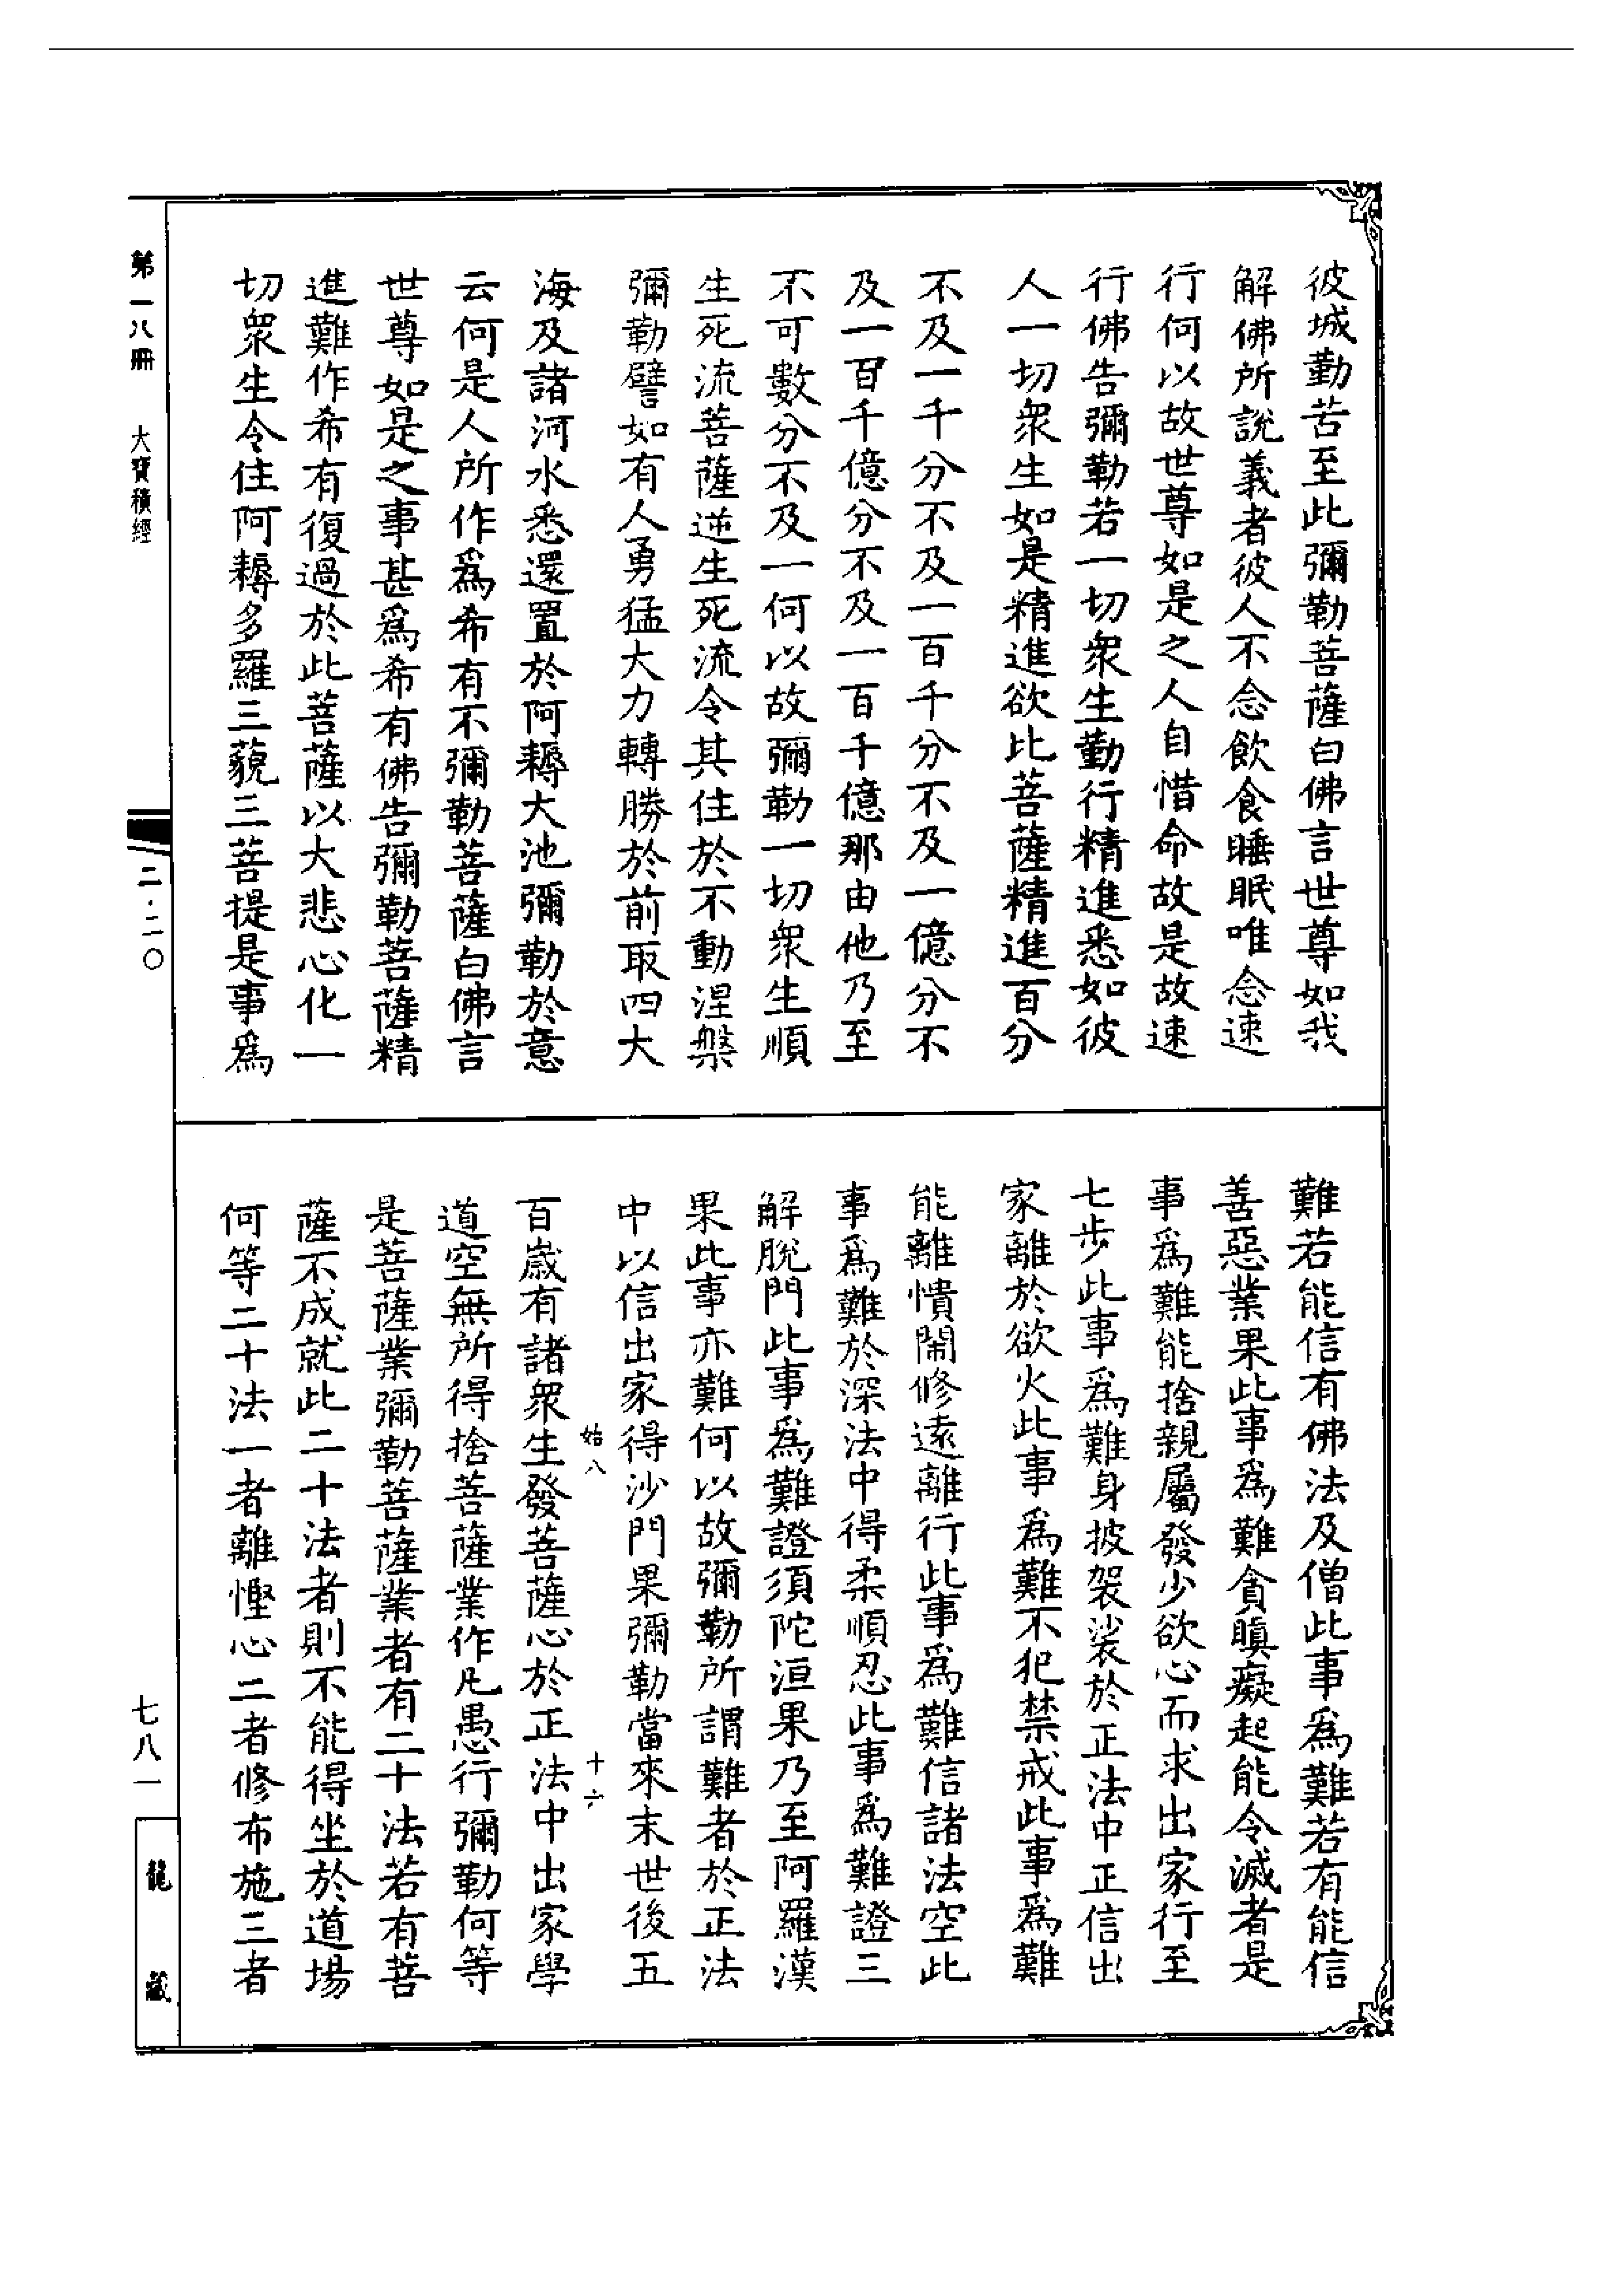 彼城勤苦至此彌勒菩薩白佛言世尊如我
解佛所說義者彼人不念飲食睡眠唯念速
行何以故世尊如是之人自惜命故是故速
行佛告彌勒若一切衆生勤行精進悉如彼
人一切衆生如是精進欲比菩薩精進百分
不及一千分不及一百千分不及一億分不
及一百千億分不及一百千億那由他乃至
不可數分不及一何以故彌勒一切衆生順
生死流菩薩逆生死流令其住於不動涅槃
彌勒譬如有人勇猛大力轉勝於前取四大
海及諸河水悉還置於阿耨大池彌勒於意
云何是人所作爲希有不彌勒菩薩白佛言
世尊如是之事甚爲希有佛告彌勒菩薩精
進難作希有復過於此菩薩以大悲心化一
切衆生令住阿耨多羅三藐三菩提是事爲
難若能信有佛法及僧此事爲難若有能信
善惡業果此事爲難貪瞋癡起能令滅者是
事爲難能捨親屬發少欲心而求出家行至
七步此事爲難身披袈裟於正法中正信出
家離於欲火此事爲難不犯禁戒此事爲難
能離憒鬧修遠離行此事爲難信諸法空此
事爲難於深法中得柔順忍此事爲難證三
解脫門此事爲難證須陀洹果乃至阿羅漢
果此事亦難何以故彌勒所謂難者於正法
中以信出家得沙門果彌勒當來末世後五
始八 十六
百歲有諸衆生發菩薩心於正法中出家學
道空無所得捨菩薩業作凡愚行彌勒何等
是菩薩業彌勒菩薩業者有二十法若有菩
薩不成就此二十法者則不能得坐於道場
何等二十法一者離慳心二者修布施三者
第一八冊 大寶積經 二·二〇 七八一
龍藏